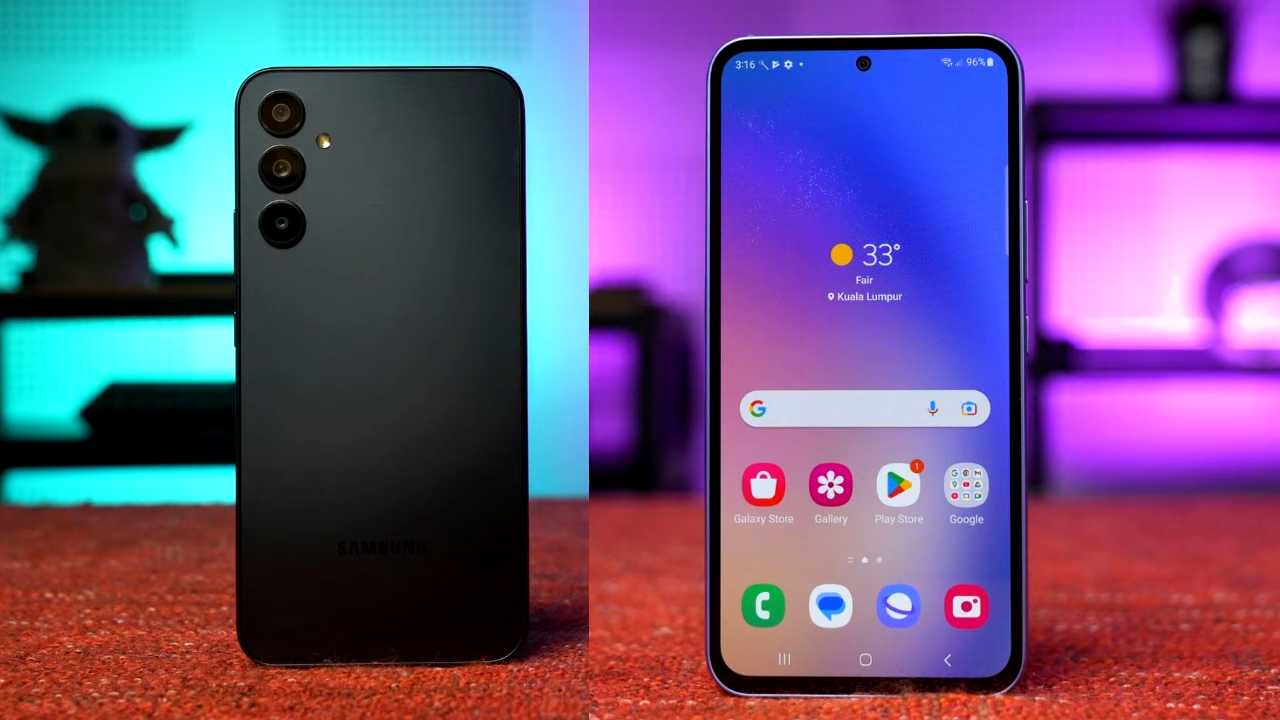 SAMSUNG
3:16 96%
33°
Fair
Kuala Lumpur
G
1
Galaxy Store Gallery Play Store Google